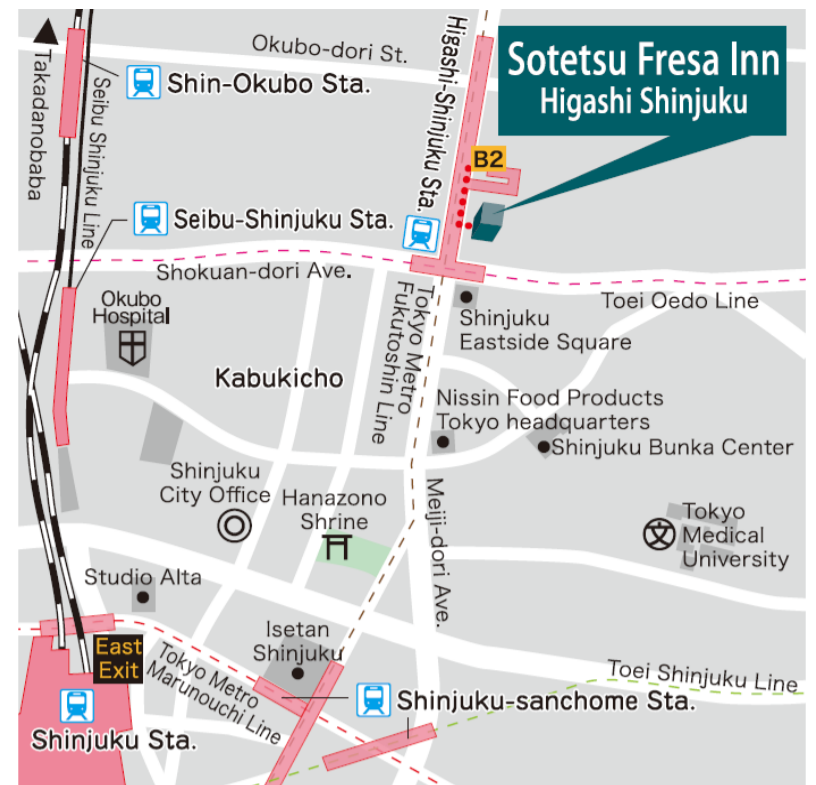 Okubo-dori St.
Higashi-Shinjuku Sta.
Sotetsu Fresa Inn
Higashi Shinjuku
Takadanobaba
Seibu Shinjuku Line
Shin-Okubo Sta.
B2
Seibu-Shinjuku Sta.
Shokuan-dori Ave.
Toei Oedo Line
Okubo
Hospital
Tokyo Metro
Fukutoshin Line
Shinjuku
Eastside Square
Kabukicho
Nissin Food Products
Tokyo headquarters
Shinjuku Bunka Center
Shinjuku
City Office
Hanazono
Shrine
Meiji-dori Ave.
文
Tokyo
Medical
University
Studio Alta
Isetan
Shinjuku
East
Exit
Tokyo Metro
Marunouchi Line
Toei Shinjuku Line
Shinjuku-sanchome Sta.
Shinjuku Sta.